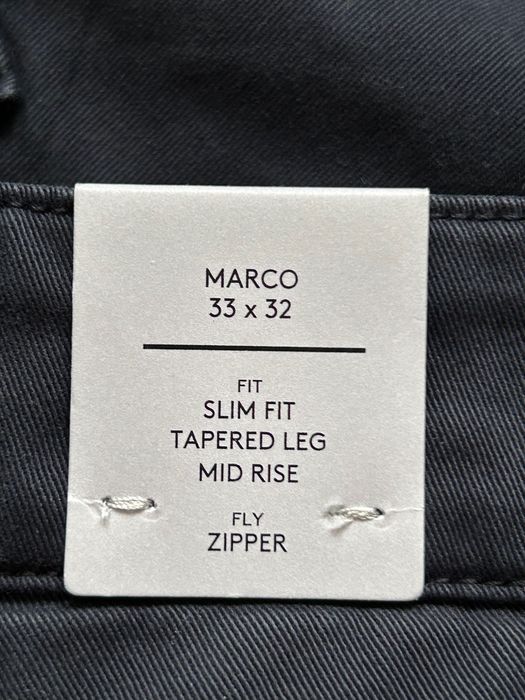 MARCO
33 x 32
FIT
SLIM FIT
TAPERED LEG
MID RISE
FLY
ZIPPER